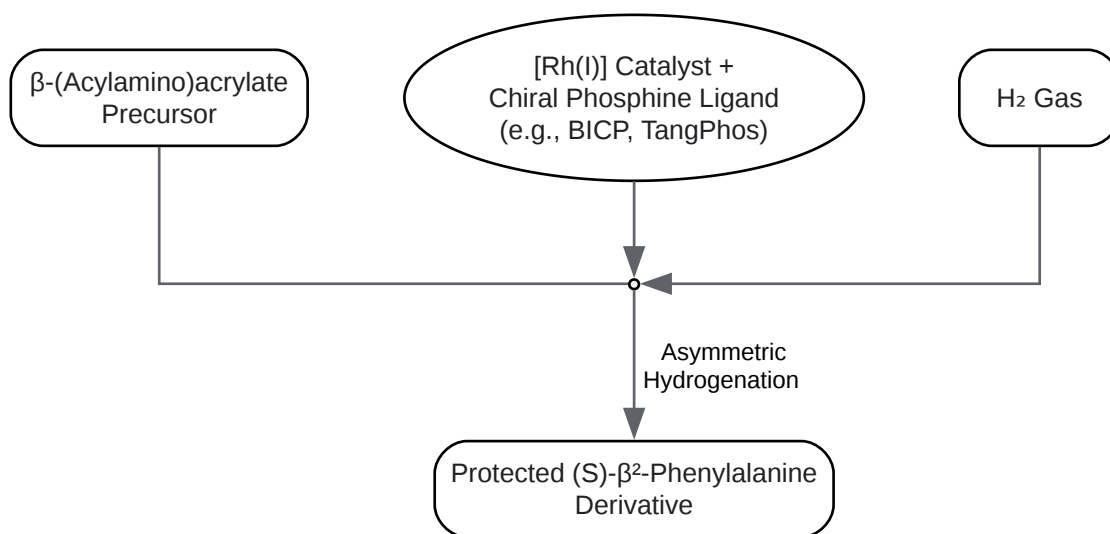 β-(Acylamino)acrylate
Precursor
[Rh(I)] Catalyst +
Chiral Phosphine Ligand
(e.g., BICP, TangPhos)
H₂ Gas
Asymmetric
Hydrogenation
Protected (S)-β²-Phenylalanine
Derivative